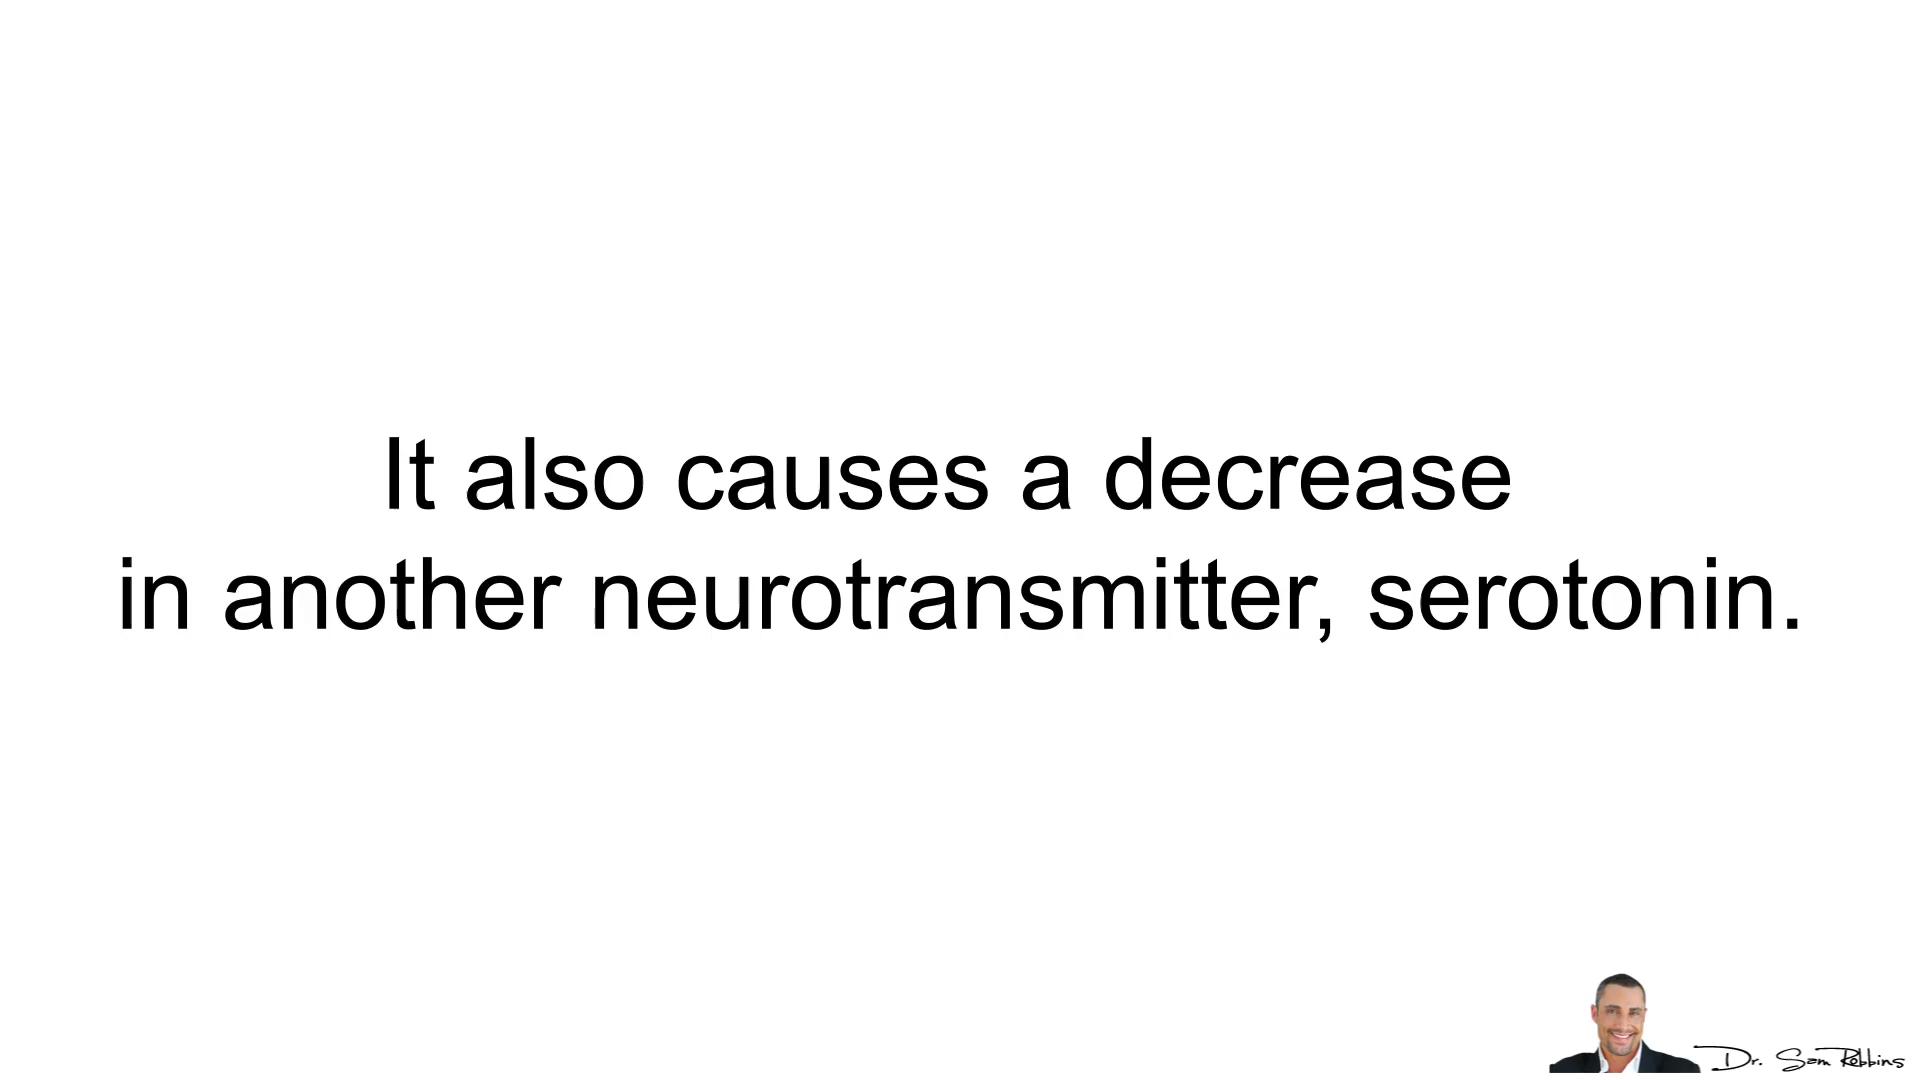 It also causes a decrease
in another neurotransmitter, serotonin.
Dr. Sam Robbins